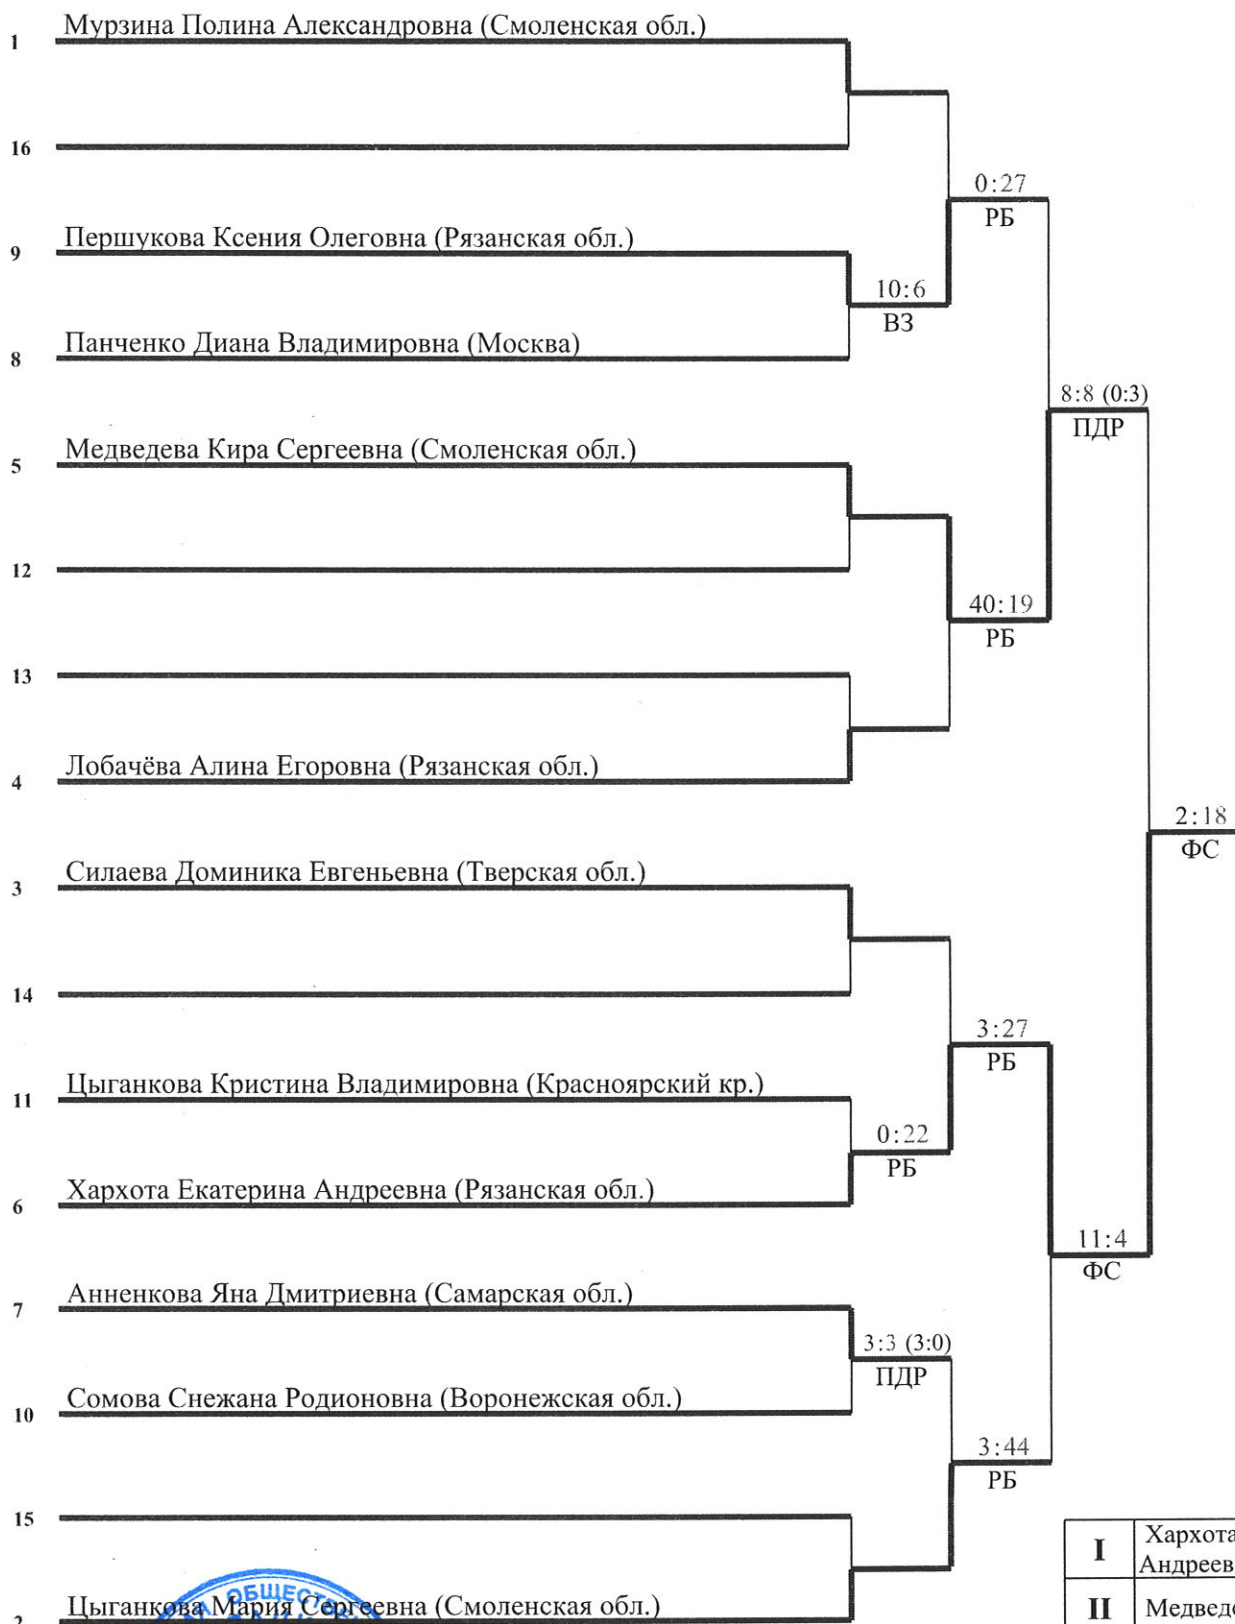 1 Мурзина Полина Александровна (Смоленская обл.)
16
0:27
РБ
9 Першукова Ксения Олеговна (Рязанская обл.)
10:6
ВЗ
8 Панченко Диана Владимировна (Москва)
8:8 (0:3)
ПДР
5 Медведева Кира Сергеевна (Смоленская обл.)
12
40:19
РБ
13
4 Лобачёва Алина Егоровна (Рязанская обл.)
2:18
ФС
3 Силаева Доминика Евгеньевна (Тверская обл.)
14
3:27
РБ
11 Цыганкова Кристина Владимировна (Красноярский кр.)
0:22
РБ
6 Хархота Екатерина Андреевна (Рязанская обл.)
11:4
ФС
7 Анненкова Яна Дмитриевна (Самарская обл.)
3:3 (3:0)
ПДР
10 Сомова Снежана Родионовна (Воронежская обл.)
3:44
РБ
15
I Хархота
Андреев
2 Цыганкова Мария Сергеевна (Смоленская обл.)
II Медведе